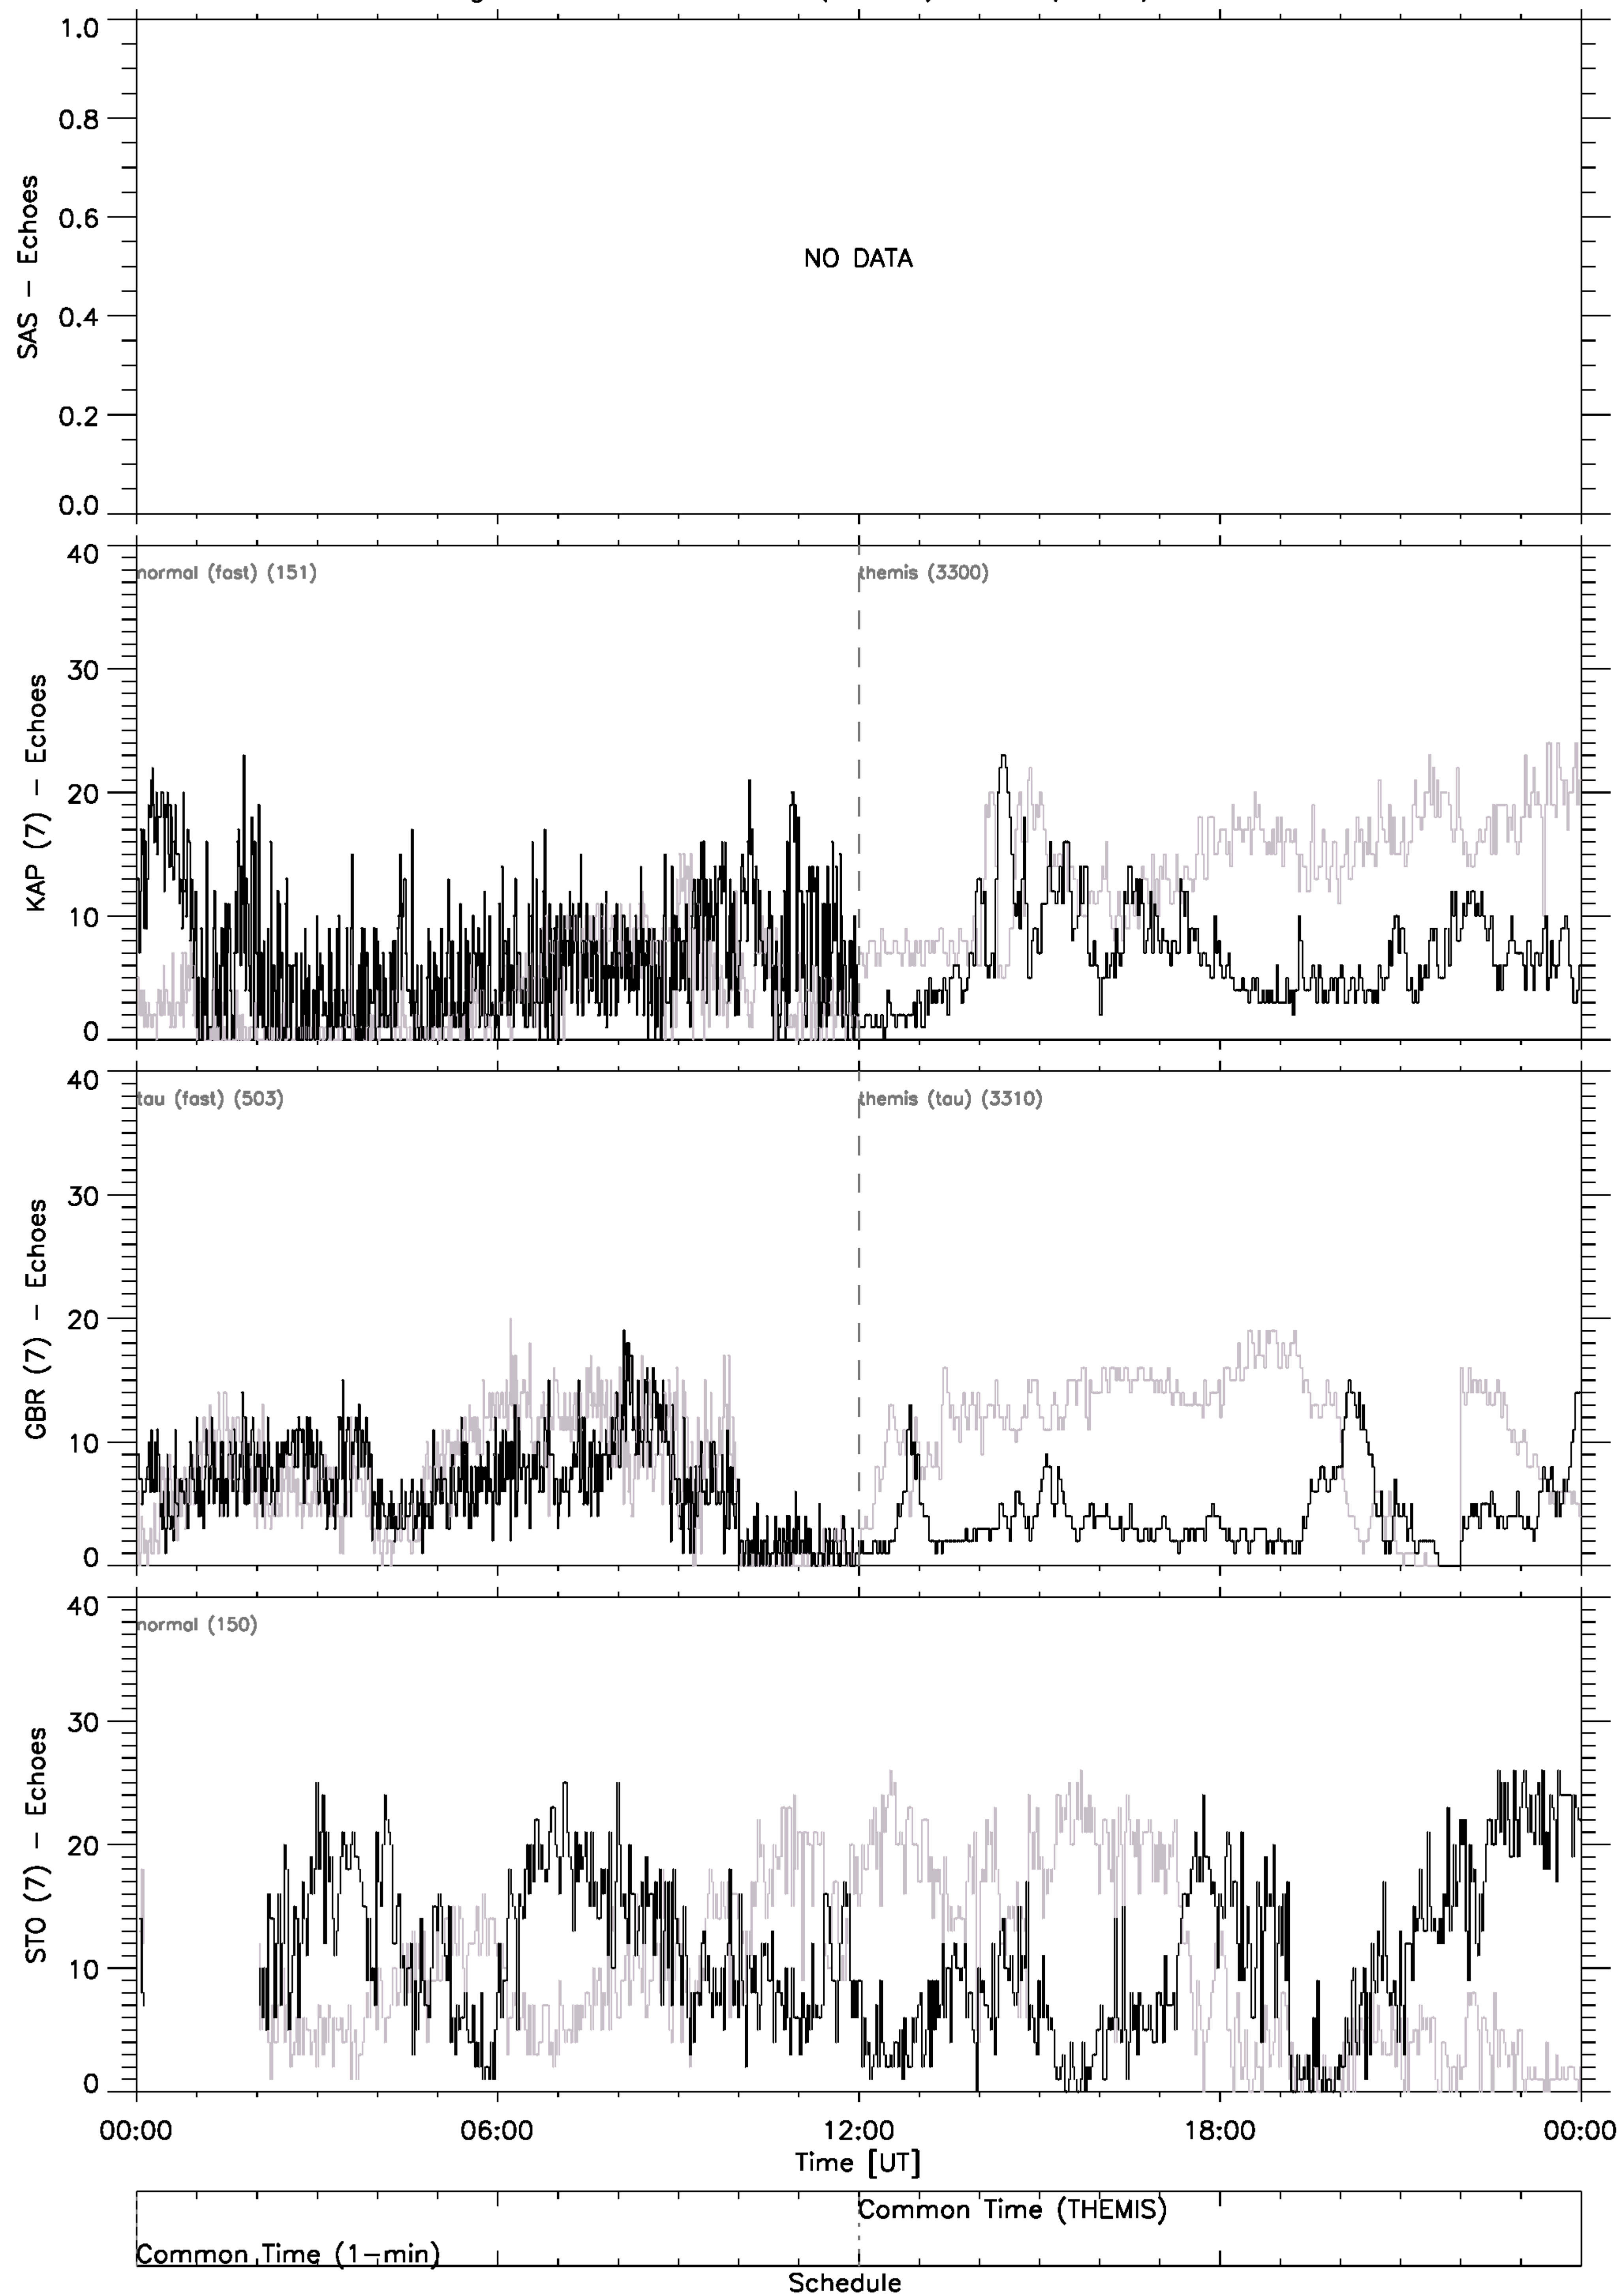 1.0
0.8
0.6
0.4
0.2
0.0
SAS - Echoes
NO DATA
40
30
20
10
0
KAP (7) - Echoes
normal (fast) (151)
themis (3300)
40
30
20
10
0
GBR (7) - Echoes
tau (fast) (503)
themis (tau) (3310)
40
30
20
10
0
STO (7) - Echoes
normal (150)
00:00 06:00 12:00 18:00 00:00
Time [UT]
Common Time (THEMIS)
Common Time (1-min)
Schedule